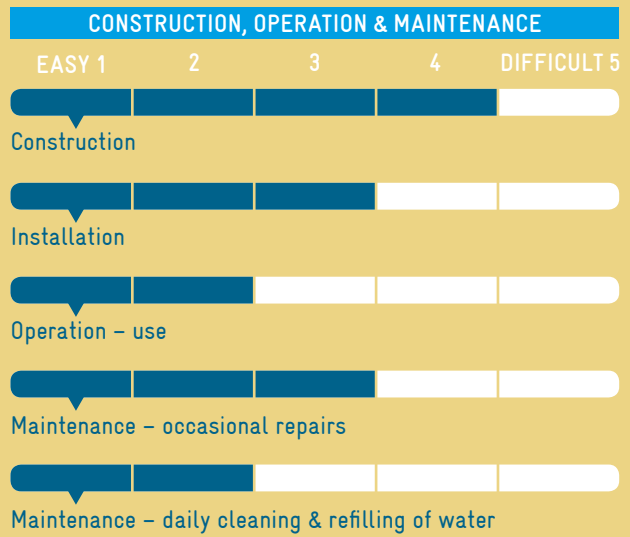 CONSTRUCTION, OPERATION & MAINTENANCE
EASY 1 2 3 4 DIFFICULT 5
Construction
Installation
Operation – use
Maintenance – occasional repairs
Maintenance – daily cleaning & refilling of water